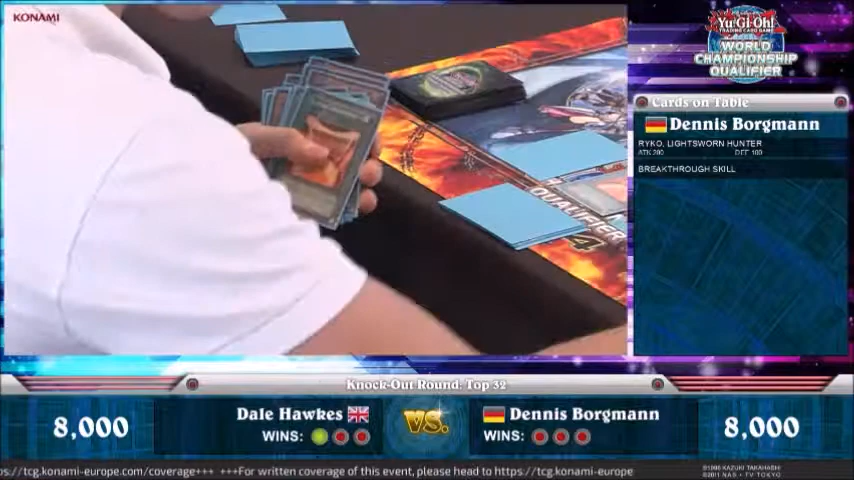 KONAMI
Yu-Gi-Oh!
TRADING CARD GAME
WORLD
CHAMPIONSHIP
QUALIFIER
Cards on Table
Dennis Borgmann
RYKO, LIGHTSWORN HUNTER
ATK 200 DEF 100
BREAKTHROUGH SKILL
QUALIFIER
4
Knock-Out Round, Top 32
8,000
Dale Hawkes
WINS:
VS.
Dennis Borgmann
WINS:
8,000
ps://tcg.konami-europe.com/coverage+++ +++For written coverage of this event, please head to https://tcg.konami-europe
©1996 KAZUKI TAKAHASHI
©2011 NAS • TV TOKYO